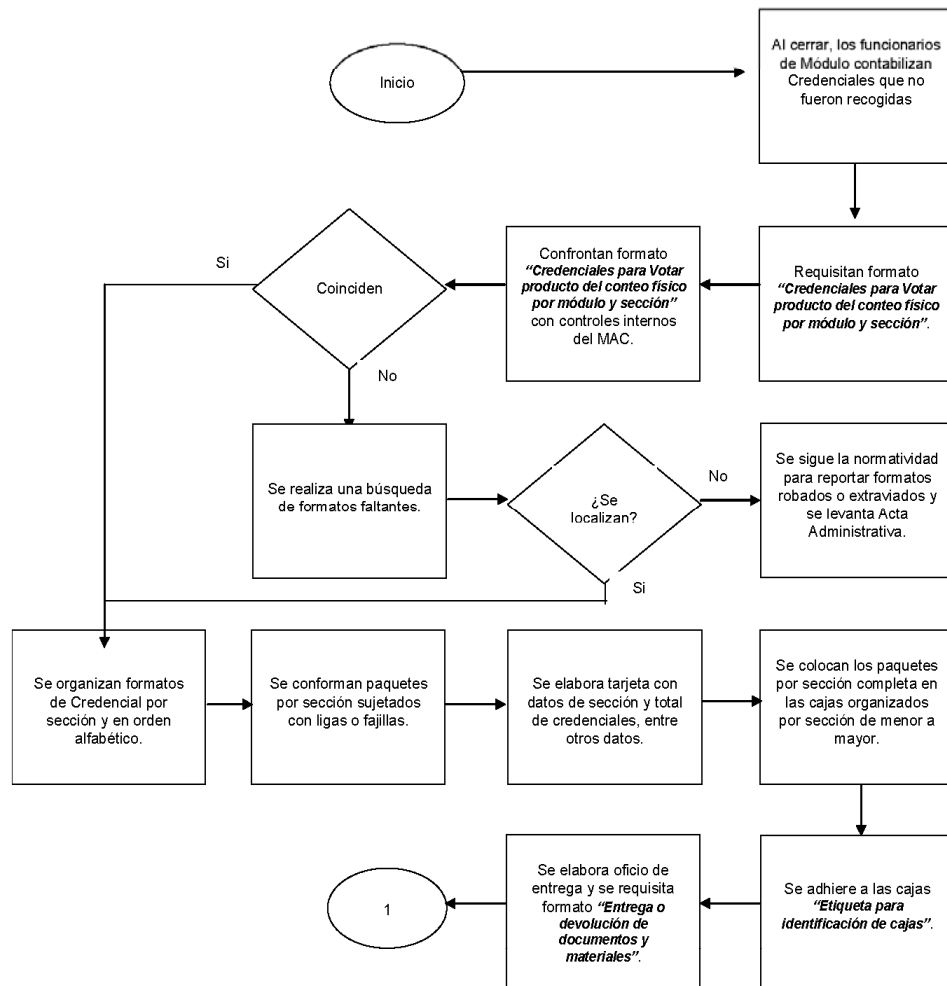 Inicio
Al cerrar, los funcionarios
de Módulo contabilizan
Credenciales que no
fueron recogidas
Requisitan formato
“Credenciales para Votar
producto del conteo físico
por módulo y sección”.
Confrontan formato
“Credenciales para Votar
producto del conteo físico
por módulo y sección”
con controles internos
del MAC.
Coinciden
Si
No
Se realiza una búsqueda
de formatos faltantes.
¿Se
localizan?
No
Si
Se sigue la normatividad
para reportar formatos
robados o extraviados y
se levanta Acta
Administrativa.
Se organizan formatos
de Credencial por
sección y en orden
alfabético.
Se conforman paquetes
por sección sujetados
con ligas o fajillas.
Se elabora tarjeta con
datos de sección y total
de credenciales, entre
otros datos.
Se colocan los paquetes
por sección completa en
las cajas organizados
por sección de menor a
mayor.
Se adhiere a las cajas
“Etiqueta para
identificación de cajas”.
Se elabora oficio de
entrega y se requisita
formato “Entrega o
devolución de
documentos y
materiales”.
1